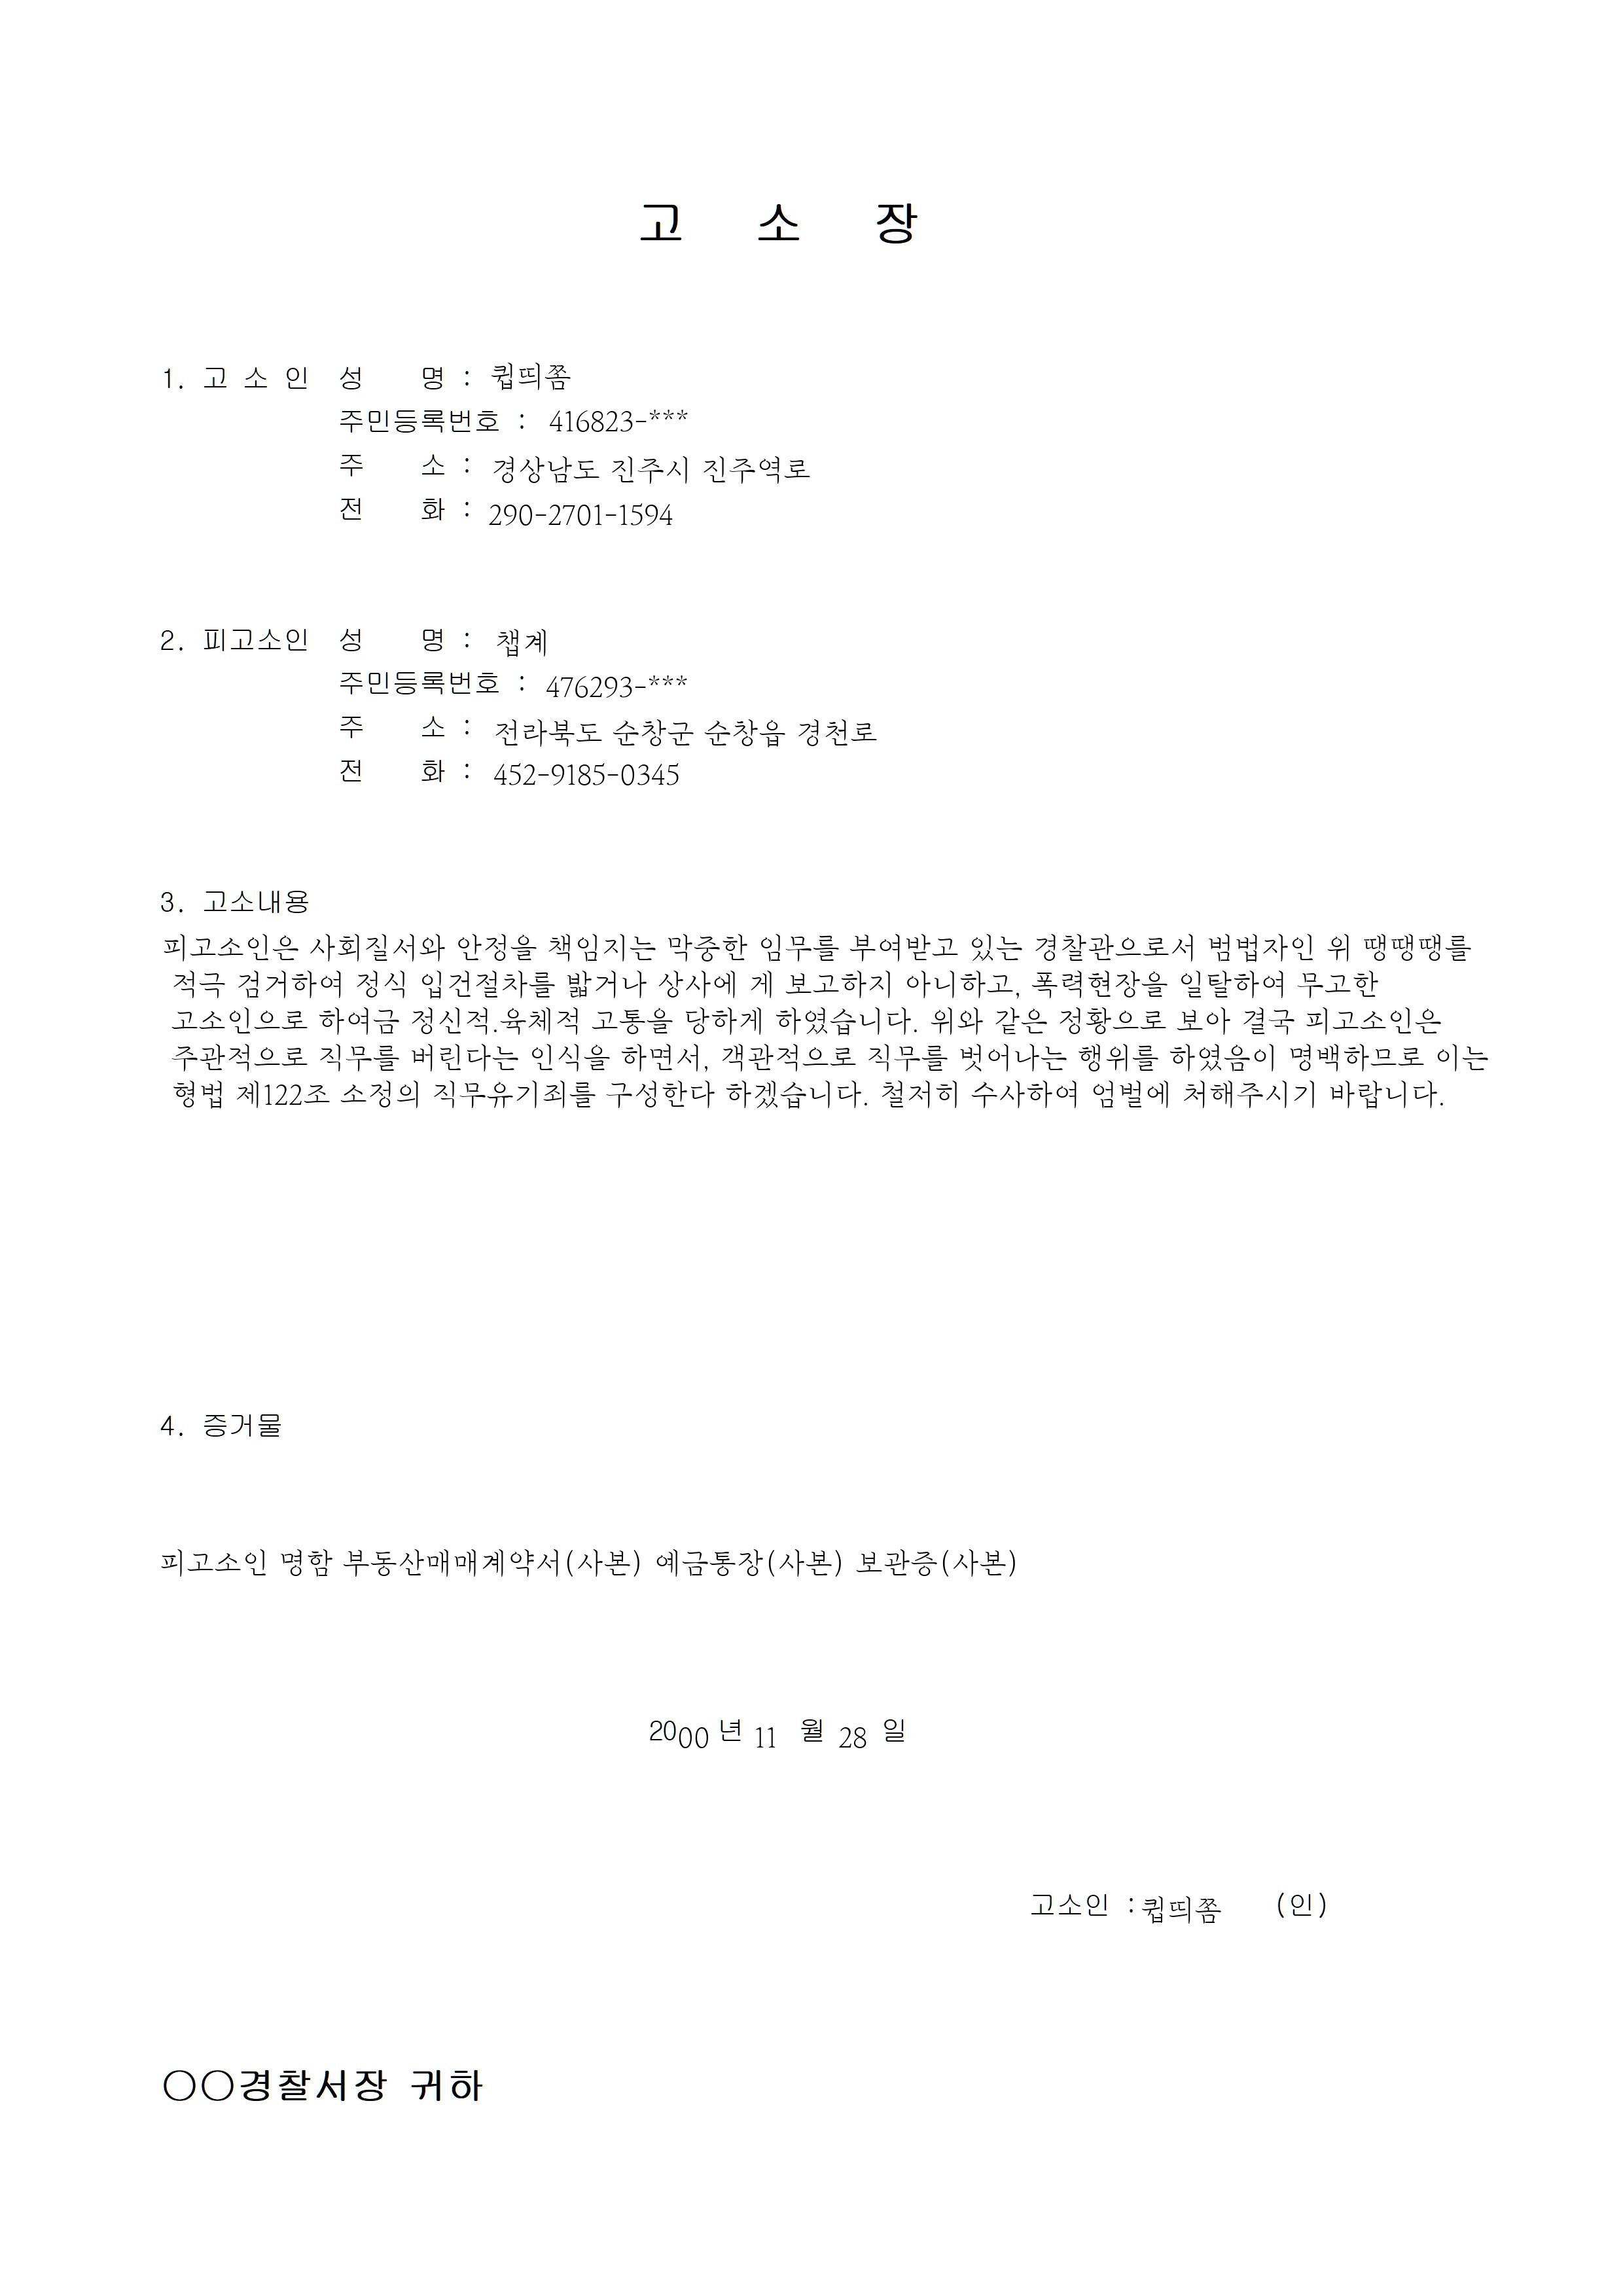 고 소 장
1. 고 소 인 성 명 : 퀩띄쫌
주민등록번호 : 416823-***
주 소 : 경상남도 진주시 진주역로
전 화 : 290-2701-1594
2. 피고소인 성 명 : 챕계
주민등록번호 : 476293-***
주 소 : 전라북도 순창군 순창읍 경천로
전 화 : 452-9185-0345
3. 고소내용
피고소인은 사회질서와 안정을 책임지는 막중한 임무를 부여받고 있는 경찰관으로서 범법자인 위 땡땡땡를
적극 검거하여 정식 입건절차를 밟거나 상사에 게 보고하지 아니하고, 폭력현장을 일탈하여 무고한
고소인으로 하여금 정신적.육체적 고통을 당하게 하였습니다. 위와 같은 정황으로 보아 결국 피고소인은
주관적으로 직무를 버린다는 인식을 하면서, 객관적으로 직무를 벗어나는 행위를 하였음이 명백하므로 이는
형법 제122조 소정의 직무유기죄를 구성한다 하겠습니다. 철저히 수사하여 엄벌에 처해주시기 바랍니다.
4. 증거물
피고소인 명함 부동산매매계약서(사본) 예금통장(사본) 보관증(사본)
2000 년 11 월 28 일
고소인 : 퀩띄쫌 (인)
○○경찰서장 귀하